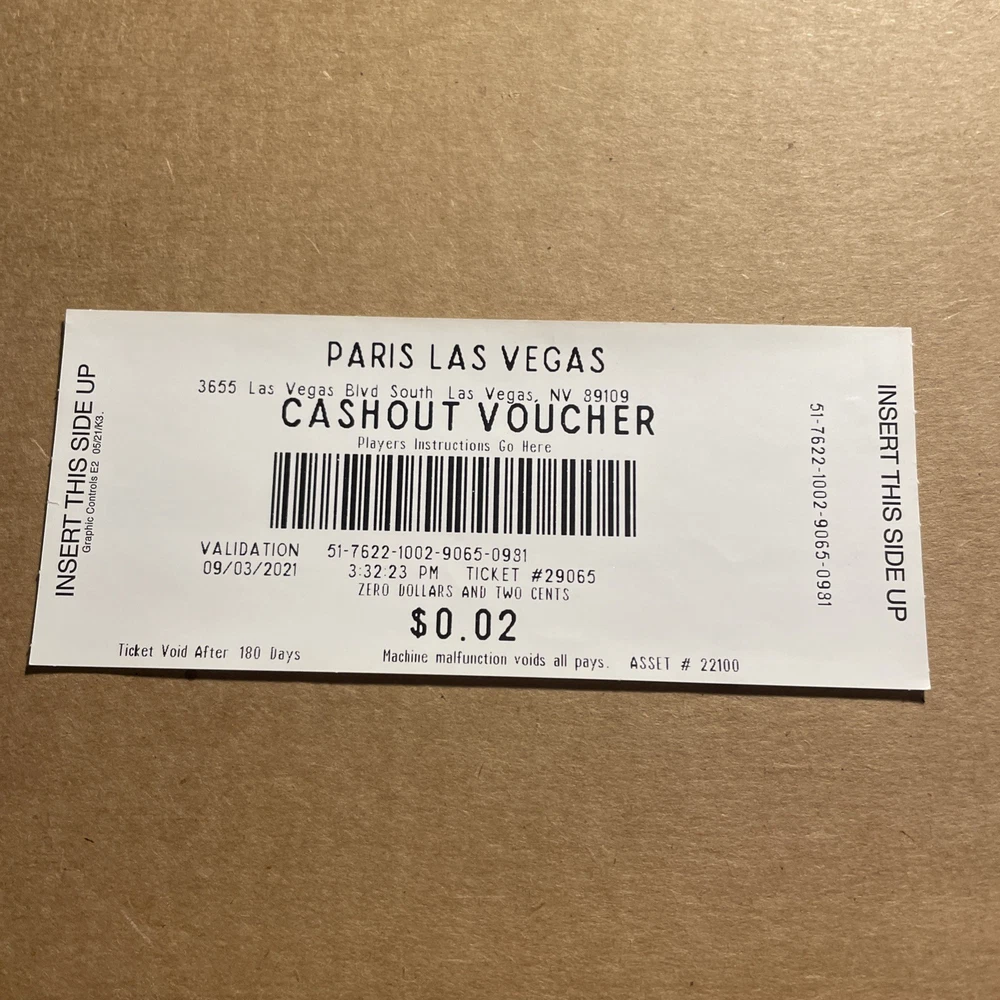 PARIS LAS VEGAS
3655 Las Vegas Blvd South Las Vegas, NV 89109
CASHOUT VOUCHER
Players Instructions Go Here
INSERT THIS SIDE UP
Graphic Controls E2 05/21/K3.
VALIDATION 51-7622-1002-9065-0981
09/03/2021 3:32:23 PM TICKET #29065
ZERO DOLLARS AND TWO CENTS
$0.02
Ticket Void After 180 Days Machine malfunction voids all pays. ASSET # 22100
51-7622-1002-9065-0981
INSERT THIS SIDE UP